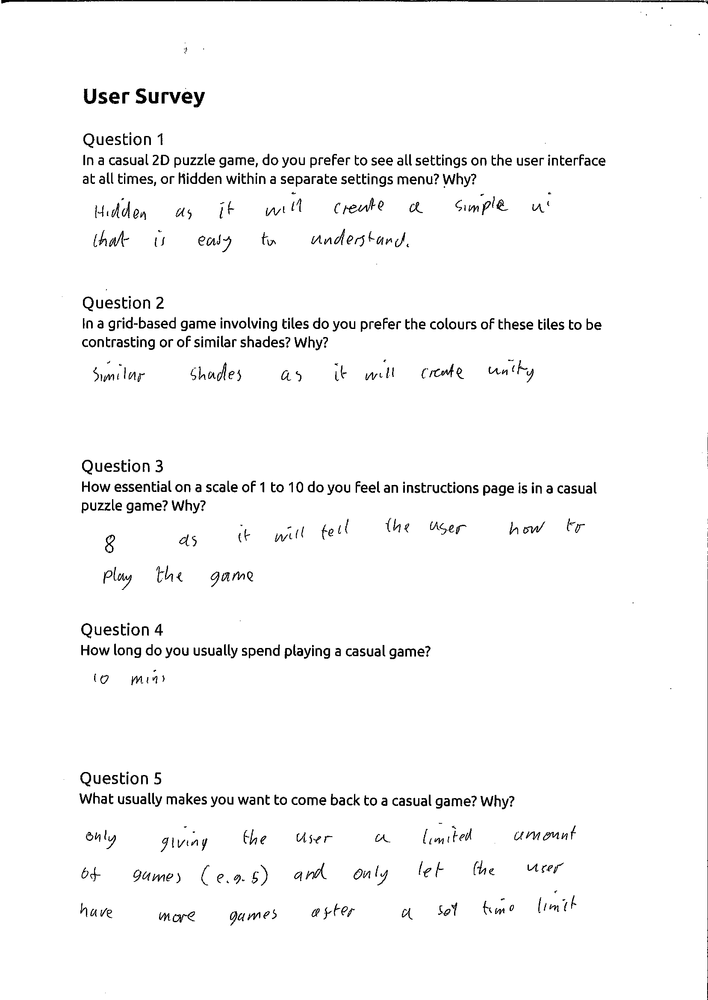 User Survey
Question 1
In a casual 2D puzzle game, do you prefer to see all settings on the user interface
at all times, or hidden within a separate settings menu? Why?
Hidden as it will create a simple ui
that is easy to understand.
Question 2
In a grid-based game involving tiles do you prefer the colours of these tiles to be
contrasting or of similar shades? Why?
Similar shades as it will create unity
Question 3
How essential on a scale of 1 to 10 do you feel an instructions page is in a casual
puzzle game? Why?
8 as it will tell the user how to
play the game
Question 4
How long do you usually spend playing a casual game?
10 mins
Question 5
What usually makes you want to come back to a casual game? Why?
only giving the user a limited amount
of games (e.g. 5) and only let the user
have more games after a set time limit